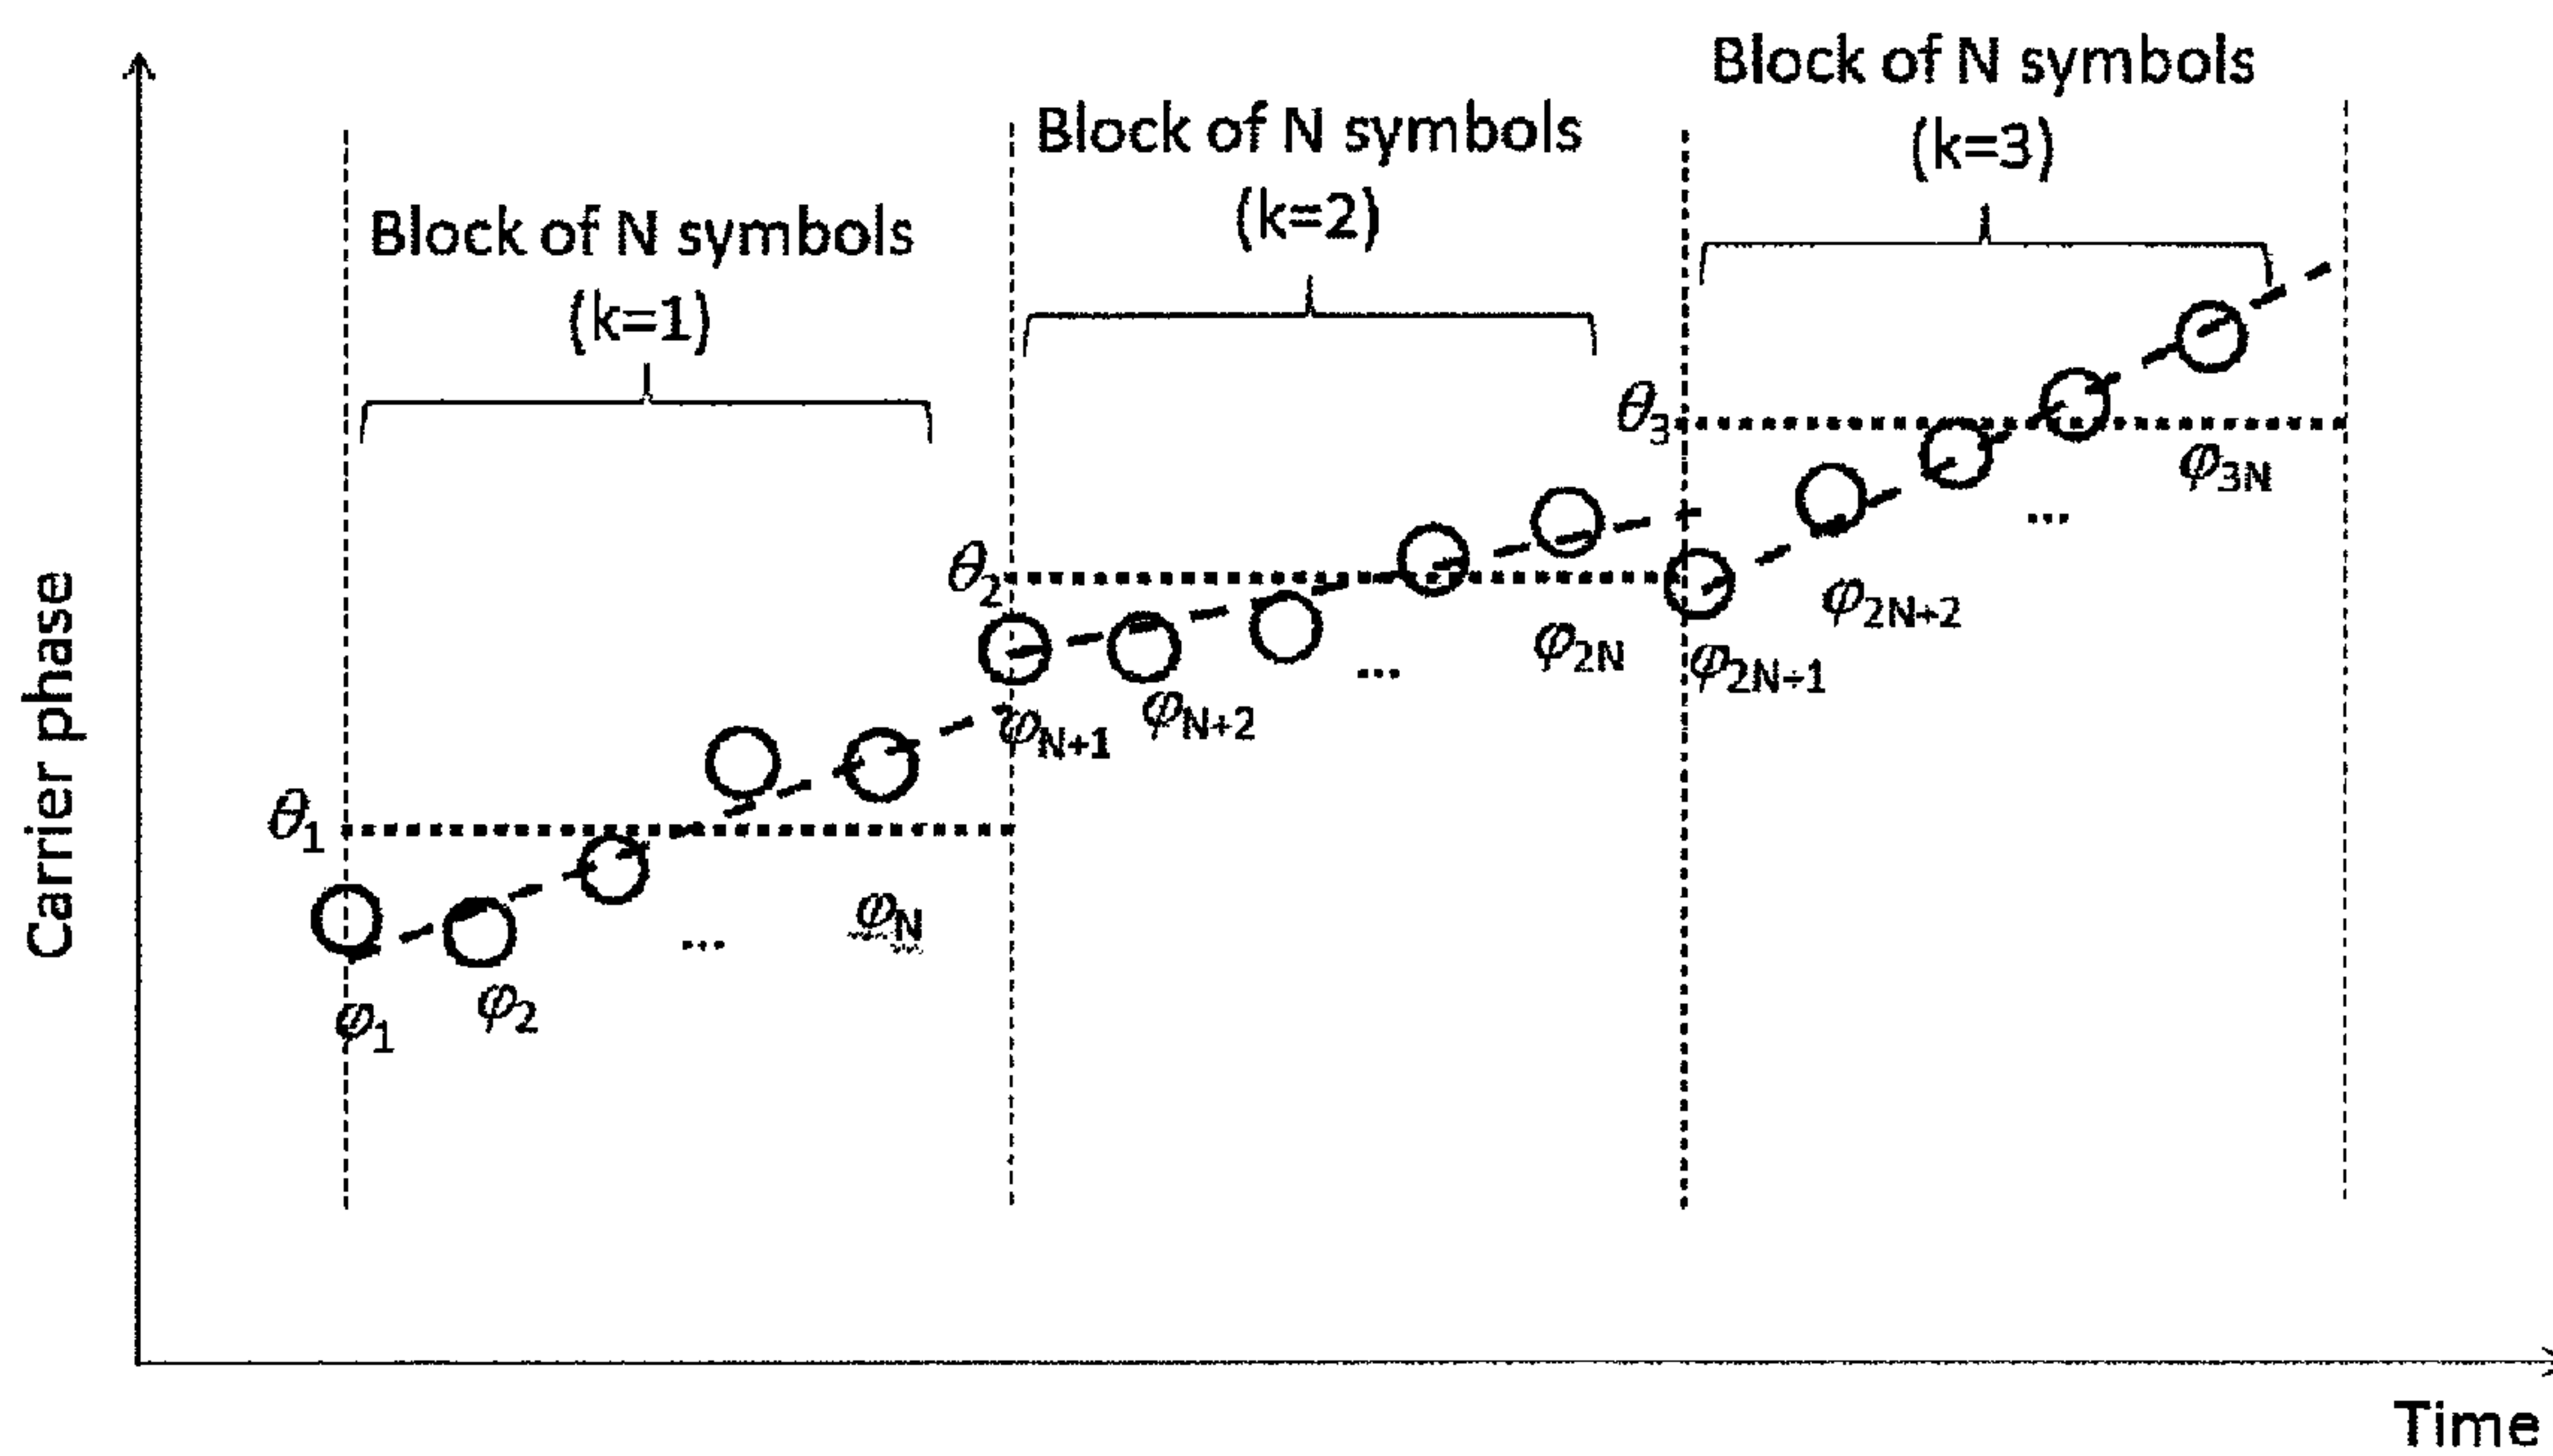 Block of N symbols
(k=3)
Block of N symbols
(k=2)
Block of N symbols
(k=1)
θ3
φ3N
...
θ2
φ2N+2
φ2N
φ2N+1
...
φN+2
φN+1
θ1
φN
...
φ2
φ1
Carrier phase
Time